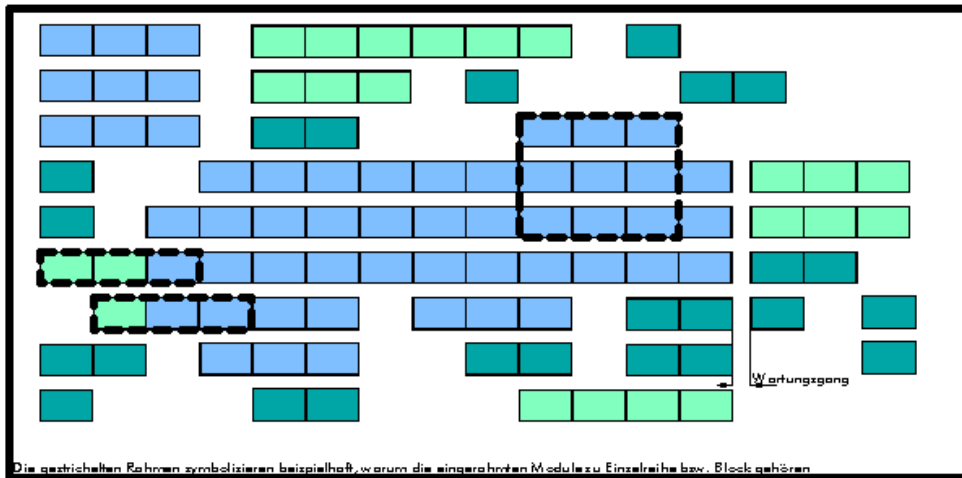 Wartungsgang
Die gestrichelten Rahmen symbolisieren beispielhaft, warum die eingerahmten Module zu Einzelreihe bzw. Block gehören